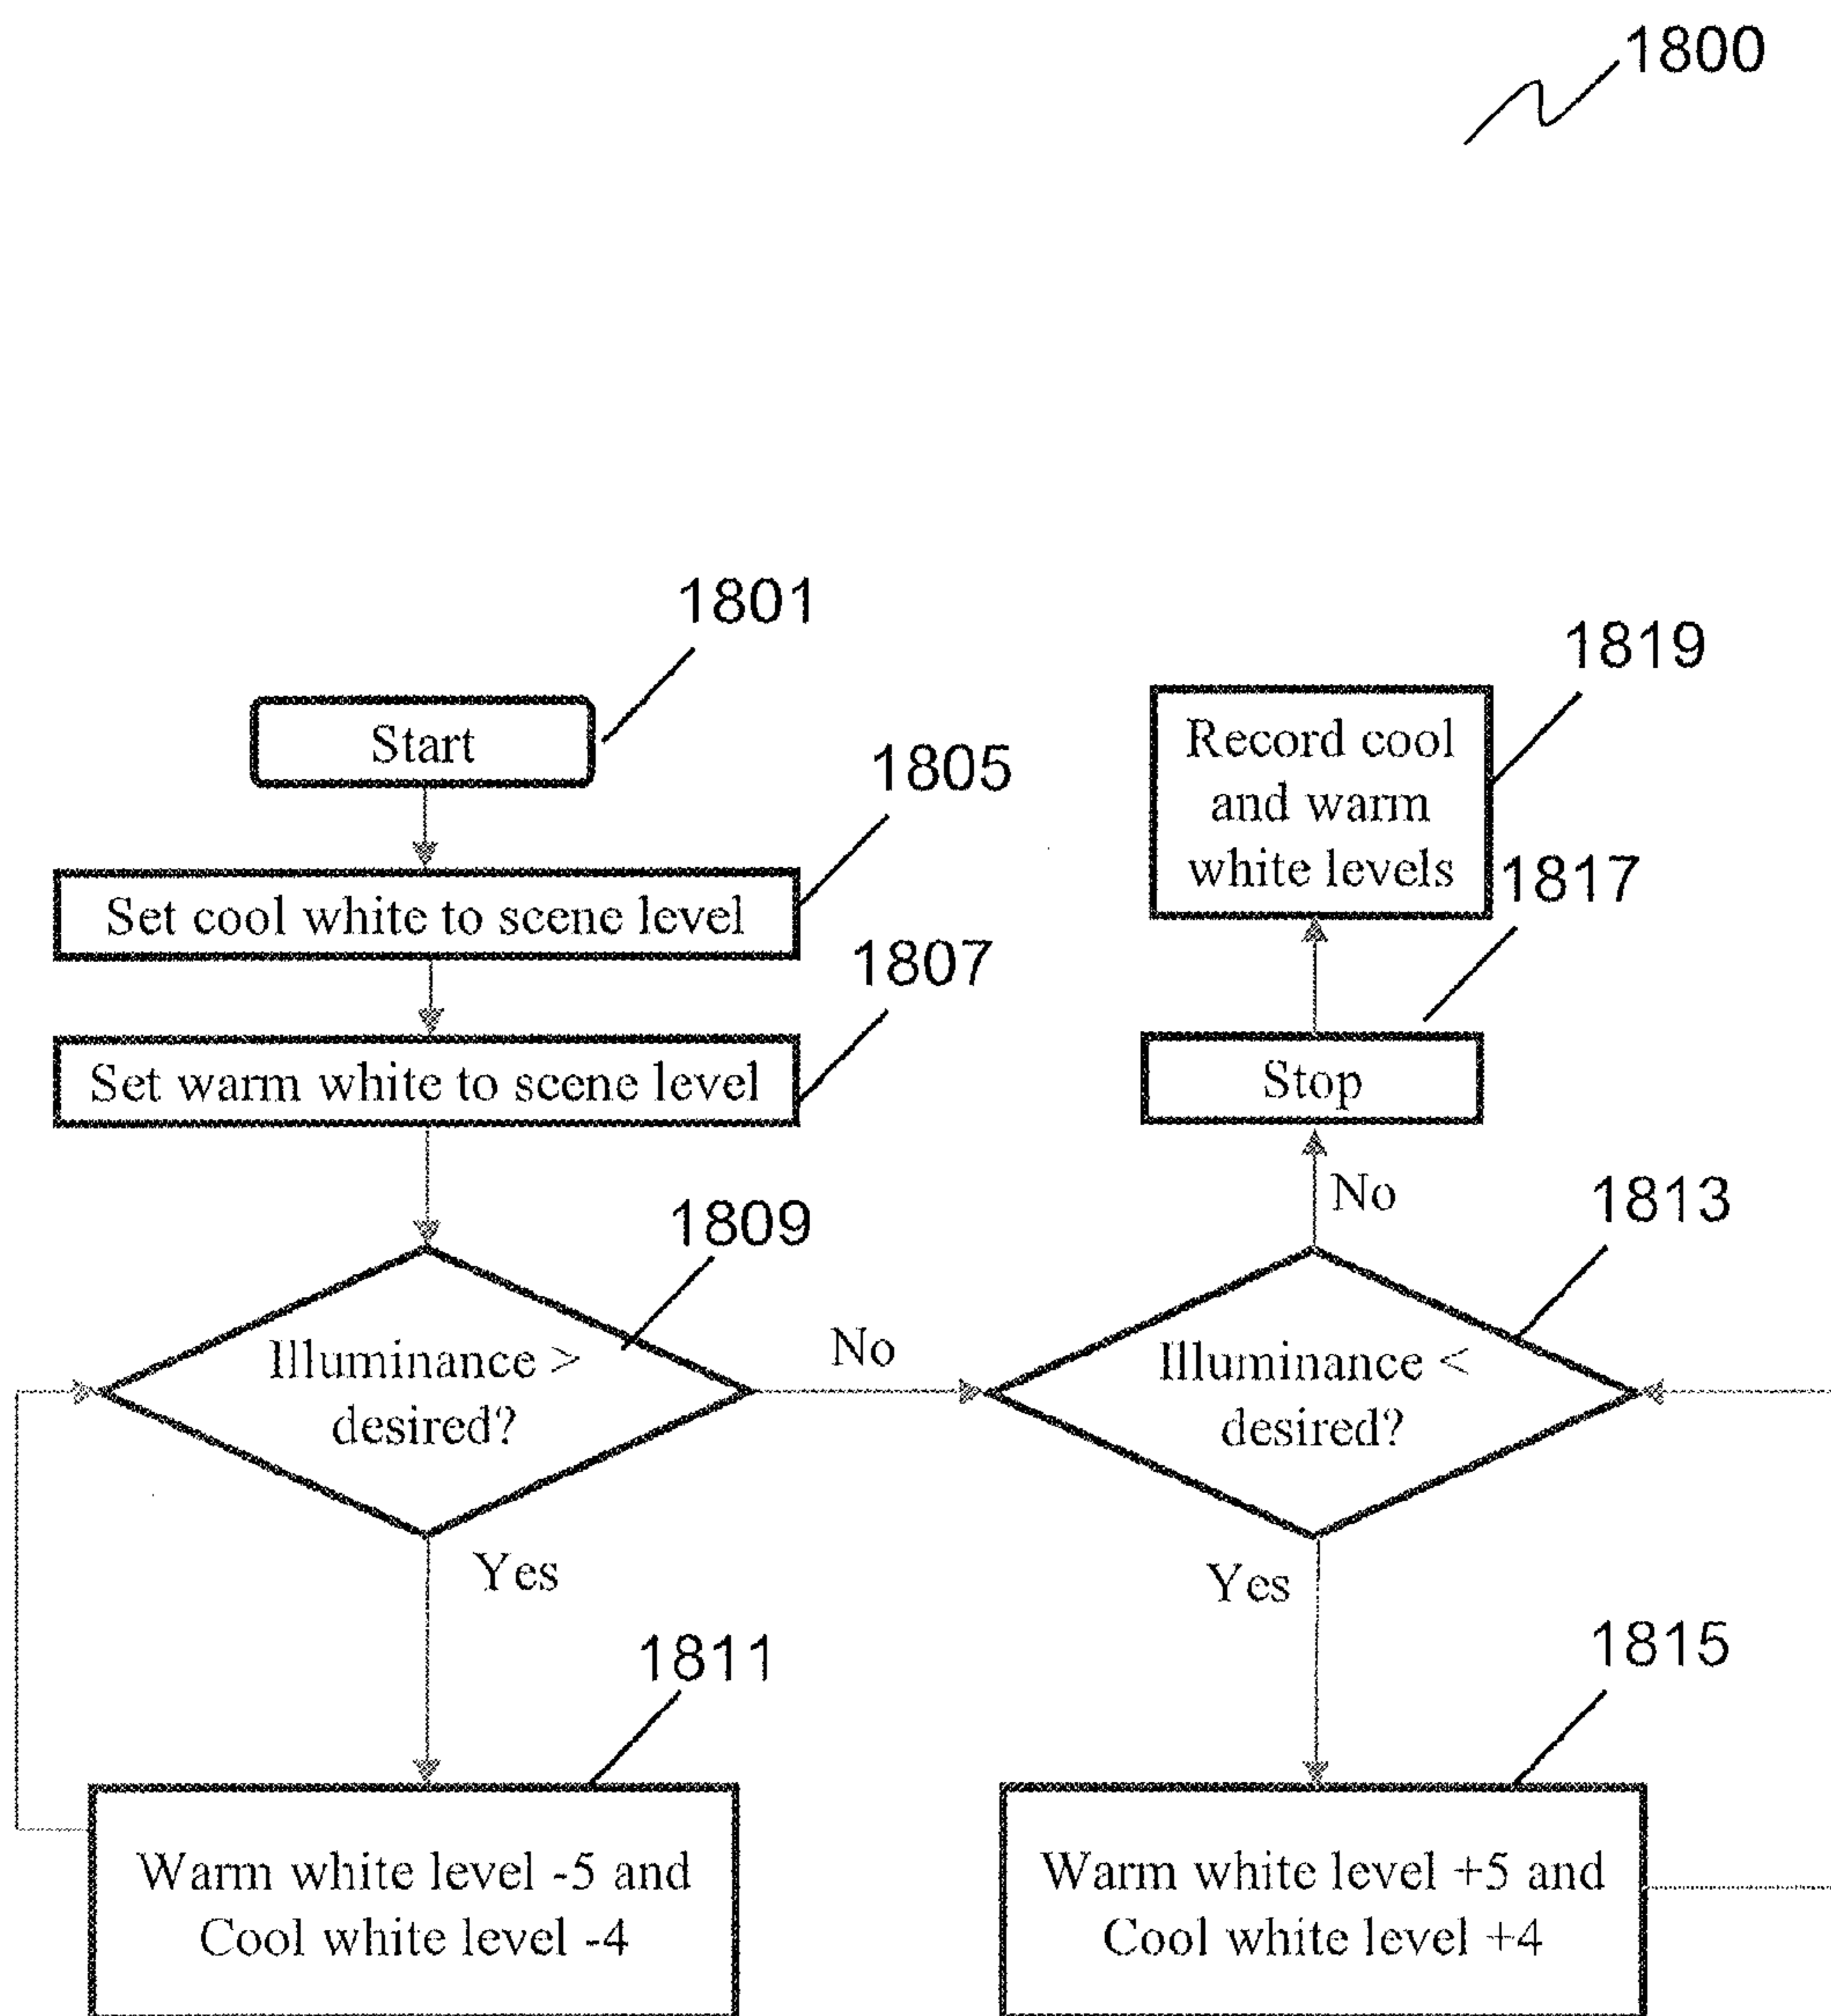 1800
1801
Start
1805
Set cool white to scene level
1807
Set warm white to scene level
1809
Illuminance >
desired?
No
Yes
1811
Warm white level -5 and
Cool white level -4
1819
Record cool
and warm
white levels
1817
Stop
No
1813
Illuminance <
desired?
Yes
1815
Warm white level +5 and
Cool white level +4